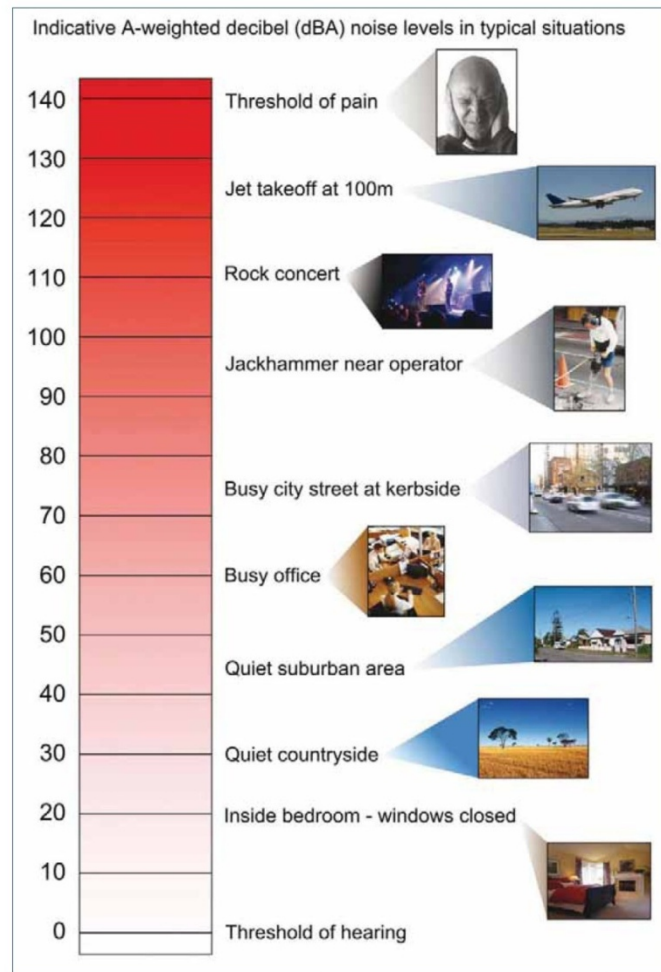 Indicative A-weighted decibel (dBA) noise levels in typical situations
140
Threshold of pain
130
Jet takeoff at 100m
120
110
Rock concert
100
Jackhammer near operator
90
80
Busy city street at kerbside
70
60
Busy office
50
Quiet suburban area
40
30
Quiet countryside
20
Inside bedroom - windows closed
10
0
Threshold of hearing